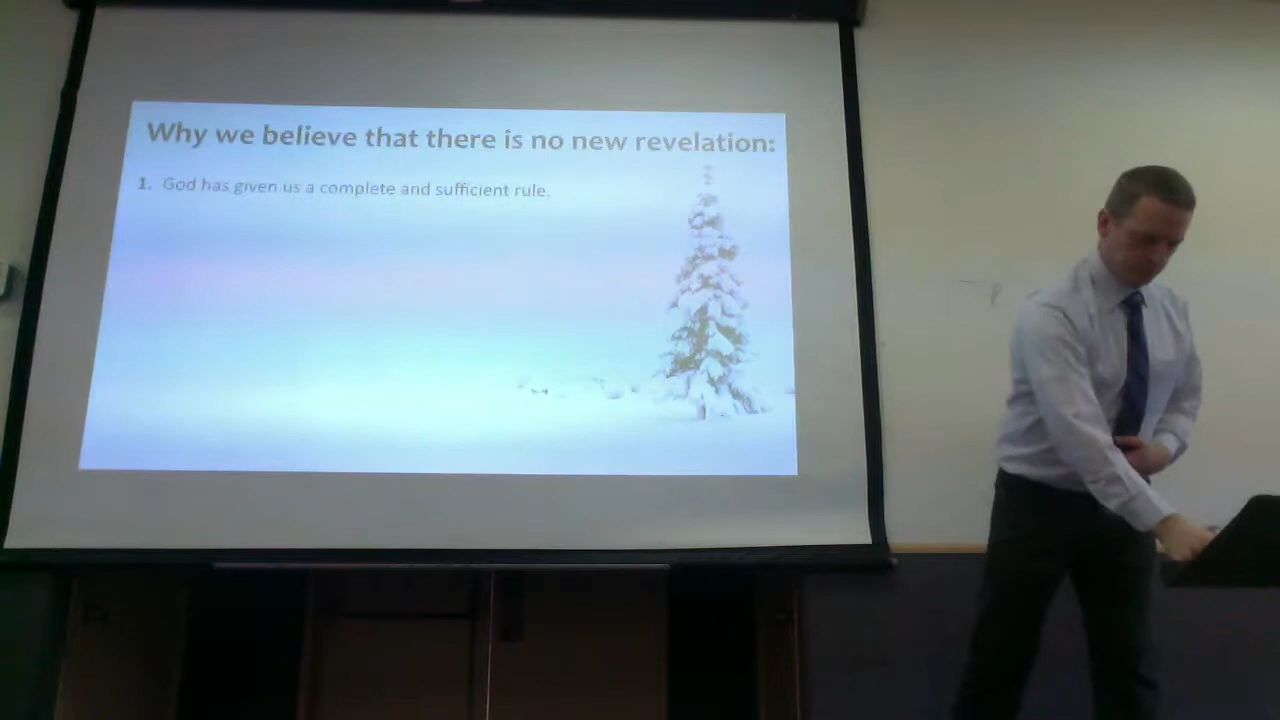 Why we believe that there is no new revelation:
1. God has given us a complete and sufficient rule.